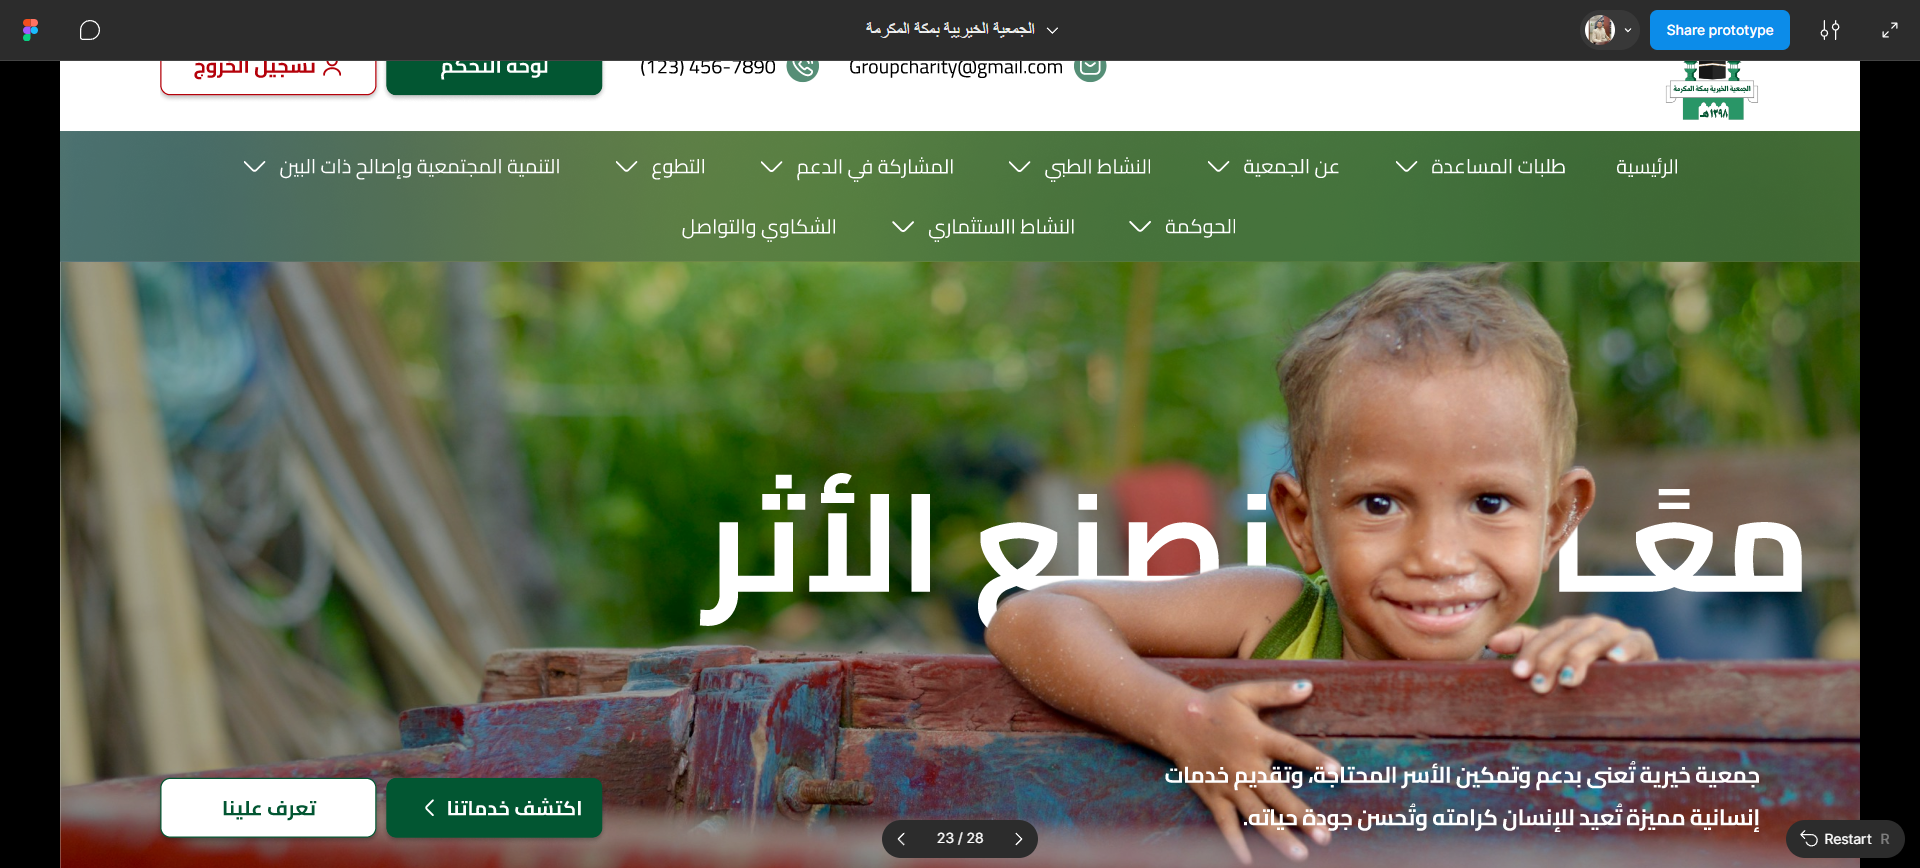 الجمعية الخيرية بمكة المكرمة
Share prototype
تسجيل الخروج
لوحة التحكم
(123) 456-7890
Groupcharity@gmail.com
الجمعية الخيرية بمكة المكرمة
١٣٩٨هـ
الرئيسية
طلبات المساعدة
عن الجمعية
النشاط الطبي
المشاركة في الدعم
التطوع
التنمية المجتمعية وإصالح ذات البين
الحوكمة
النشاط االستثماري
الشكاوي والتواصل
معًا نصنع الأثر
جمعية خيرية تُعنى بدعم وتمكين الأسر المحتاجة، وتقديم خدمات
إنسانية مميزة تُعيد للإنسان كرامته وتُحسن جودة حياته.
اكتشف خدماتنا
تعرف علينا
23 / 28
Restart R